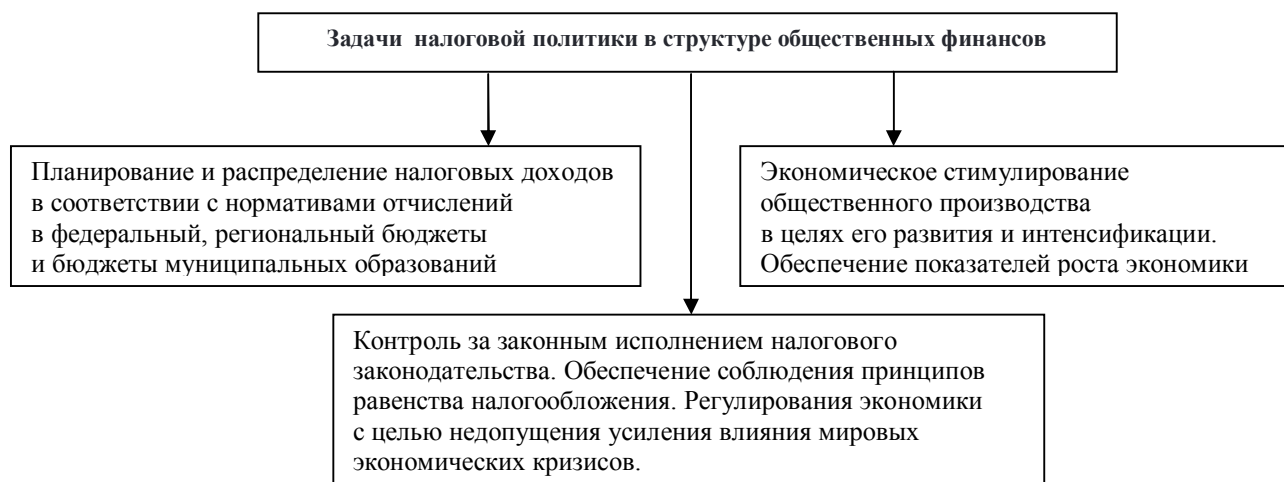 Задачи налоговой политики в структуре общественных финансов
Планирование и распределение налоговых доходов
в соответствии с нормативами отчислений
в федеральный, региональный бюджеты
и бюджеты муниципальных образований
Экономическое стимулирование
общественного производства
в целях его развития и интенсификации.
Обеспечение показателей роста экономики
Контроль за законным исполнением налогового
законодательства. Обеспечение соблюдения принципов
равенства налогообложения. Регулирования экономики
с целью недопущения усиления влияния мировых
экономических кризисов.